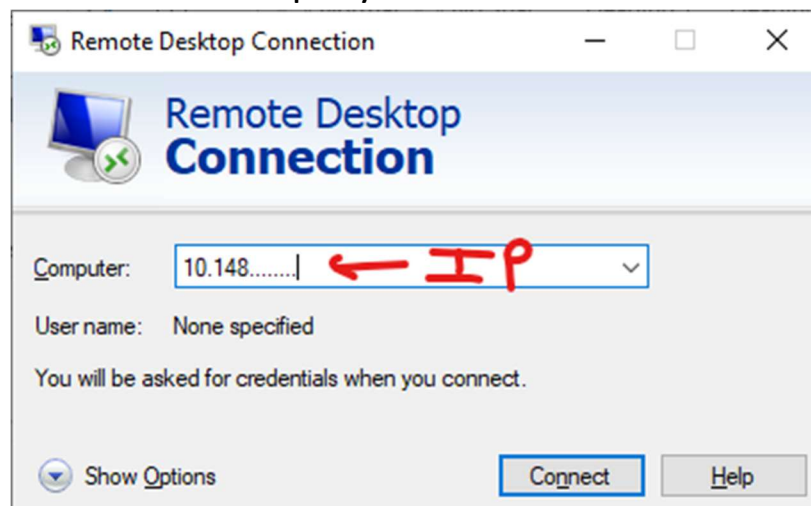 Remote Desktop Connection
Remote Desktop
Connection
Computer: 10.148........ ← IP
User name: None specified
You will be asked for credentials when you connect.
Show Options Connect Help